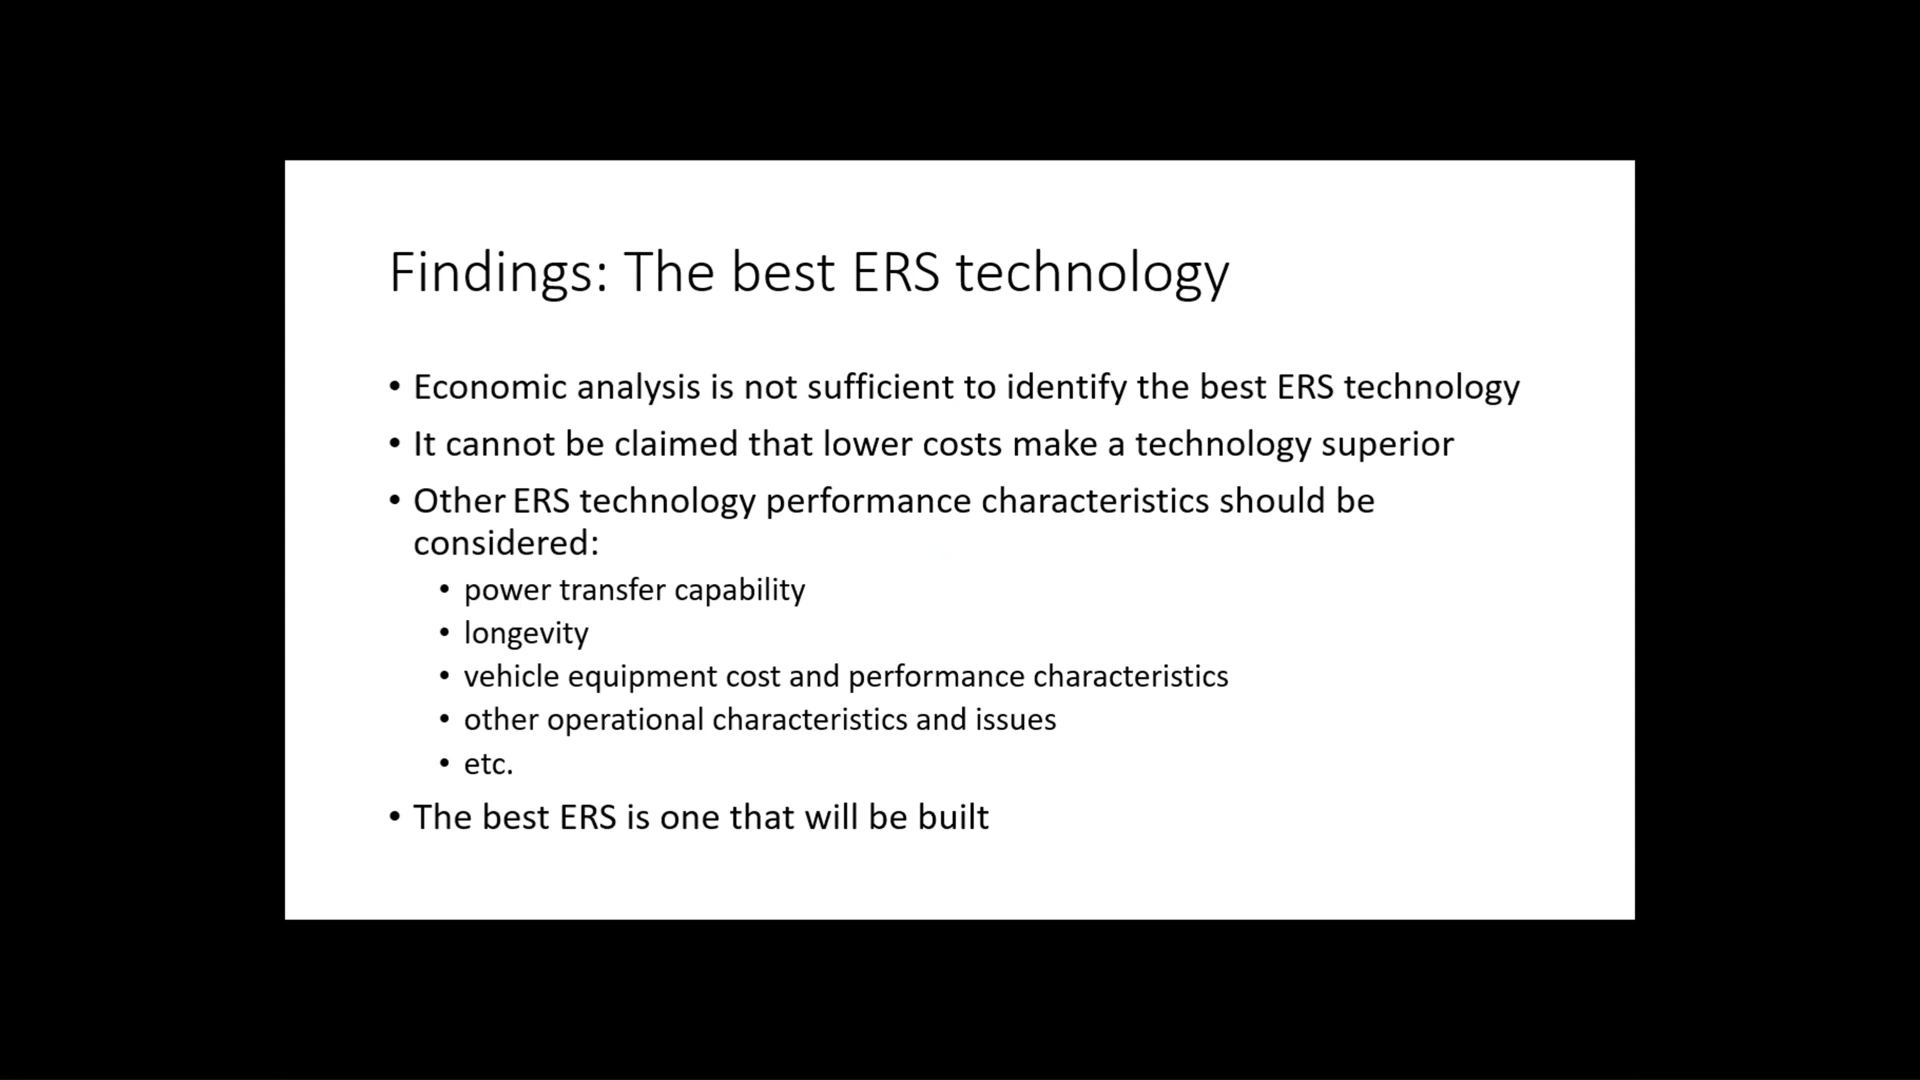 Findings: The best ERS technology
• Economic analysis is not sufficient to identify the best ERS technology
• It cannot be claimed that lower costs make a technology superior
• Other ERS technology performance characteristics should be
considered:
• power transfer capability
• longevity
• vehicle equipment cost and performance characteristics
• other operational characteristics and issues
• etc.
• The best ERS is one that will be built